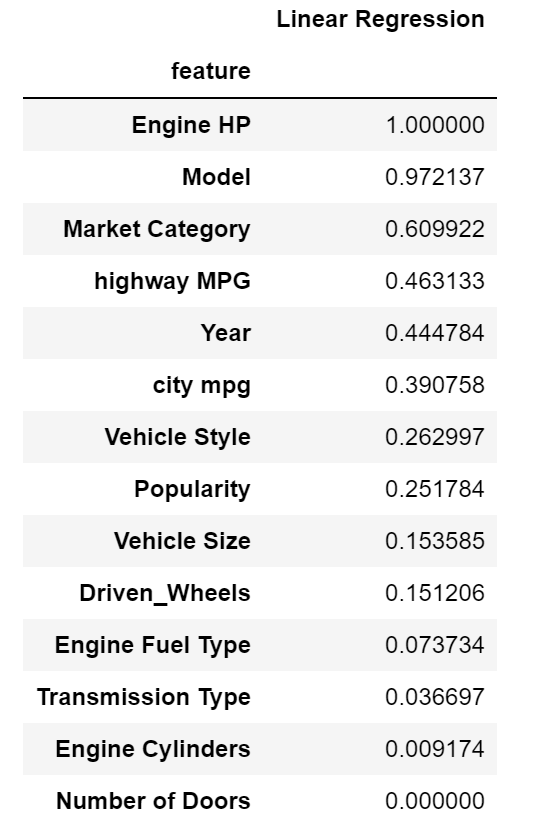 Linear Regression
feature
Engine HP 1.000000
Model 0.972137
Market Category 0.609922
highway MPG 0.463133
Year 0.444784
city mpg 0.390758
Vehicle Style 0.262997
Popularity 0.251784
Vehicle Size 0.153585
Driven_Wheels 0.151206
Engine Fuel Type 0.073734
Transmission Type 0.036697
Engine Cylinders 0.009174
Number of Doors 0.000000